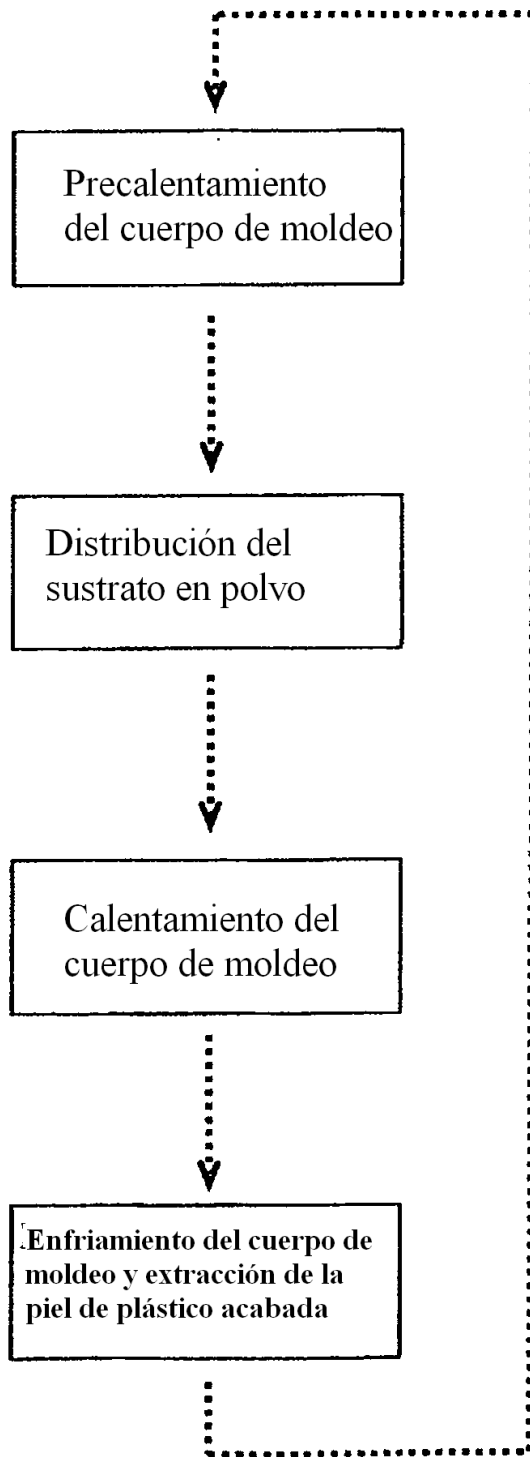 Precalentamiento
del cuerpo de moldeo
Distribución del
sustrato en polvo
Calentamiento del
cuerpo de moldeo
Enfriamiento del cuerpo de
moldeo y extracción de la
piel de plástico acabada